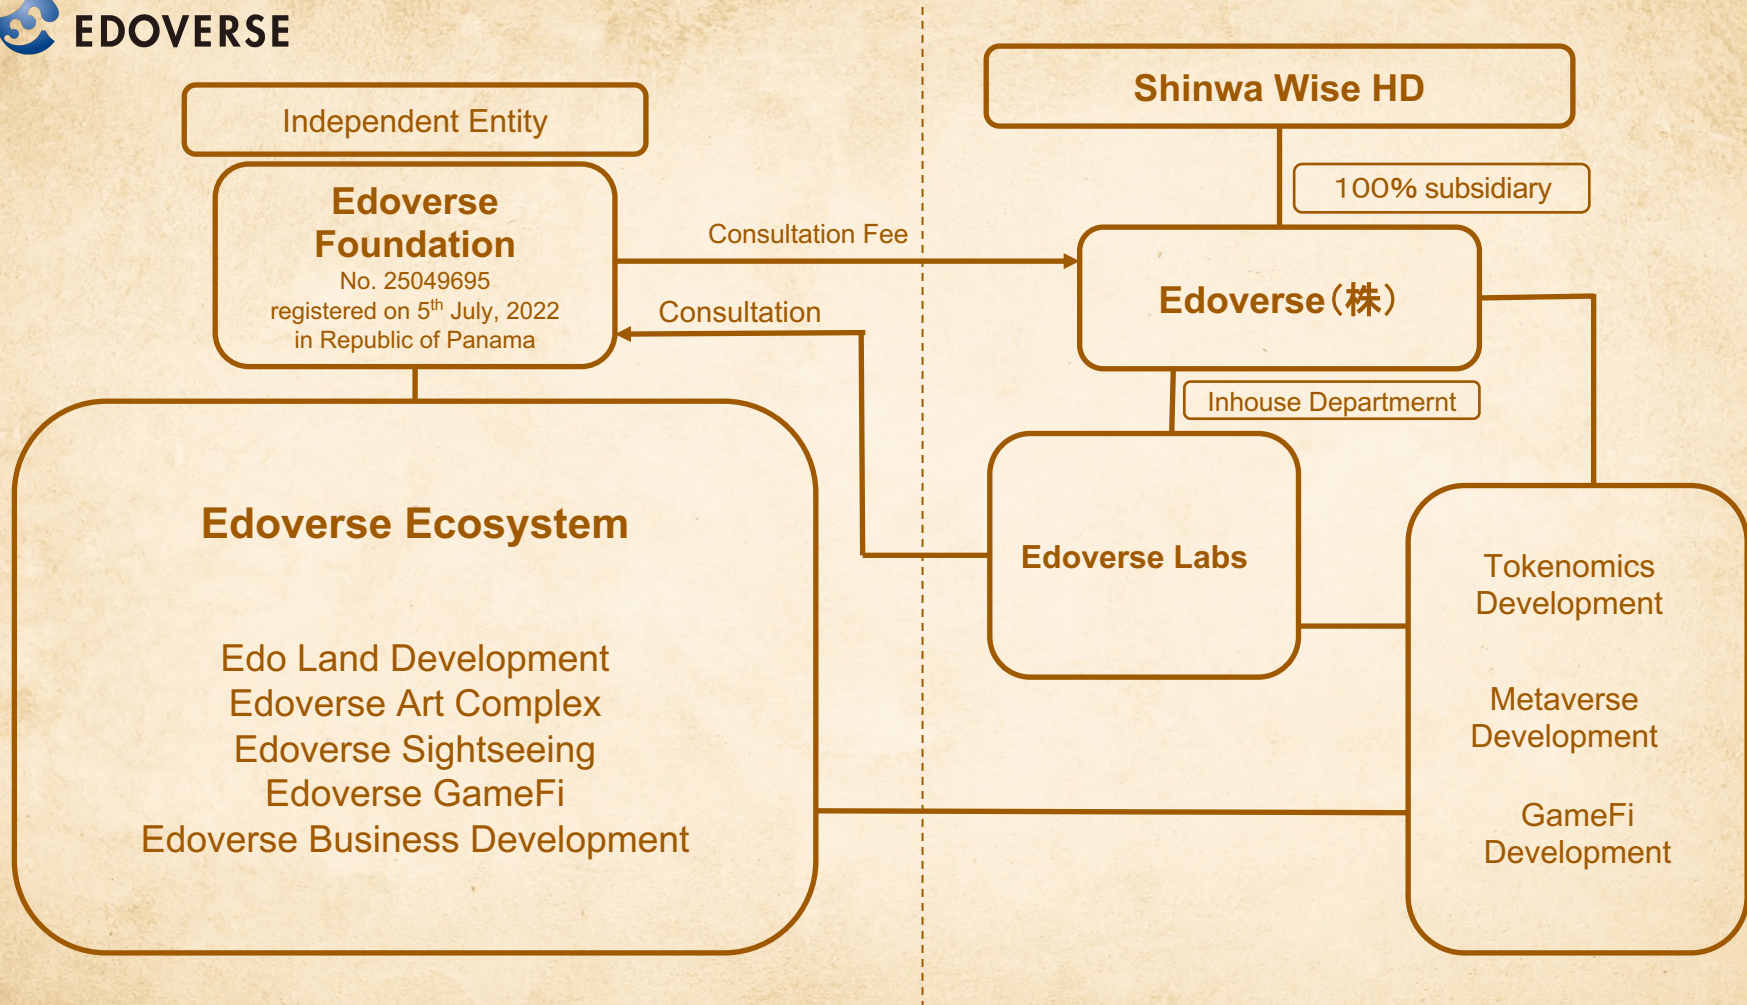 EDOVERSE
Independent Entity
Edoverse
Foundation
No. 25049695
registered on 5th July, 2022
in Republic of Panama
Consultation Fee
Consultation
Edoverse Ecosystem
Edo Land Development
Edoverse Art Complex
Edoverse Sightseeing
Edoverse GameFi
Edoverse Business Development
Shinwa Wise HD
100% subsidiary
Edoverse（株）
Inhouse Departmernt
Edoverse Labs
Tokenomics
Development
Metaverse
Development
GameFi
Development